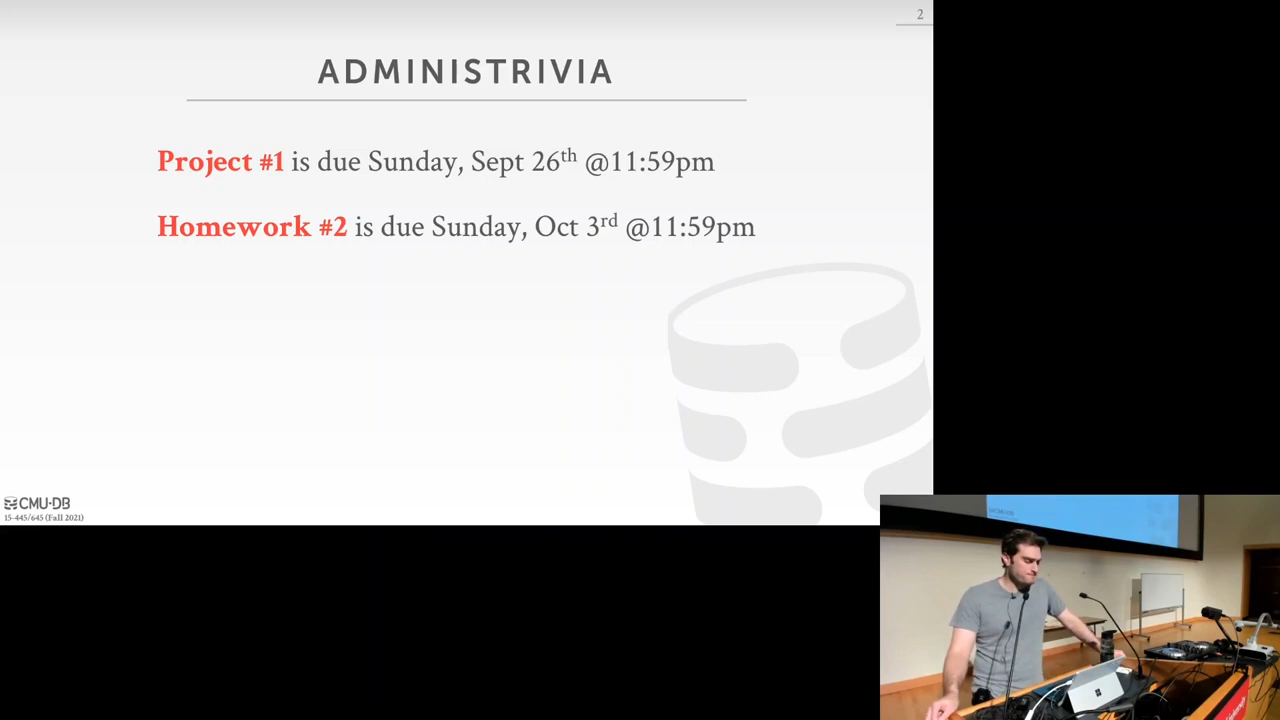 2
ADMINISTRIVIA
Project #1 is due Sunday, Sept 26th @11:59pm
Homework #2 is due Sunday, Oct 3rd @11:59pm
CMU·DB
15-445/645 (Fall 2021)